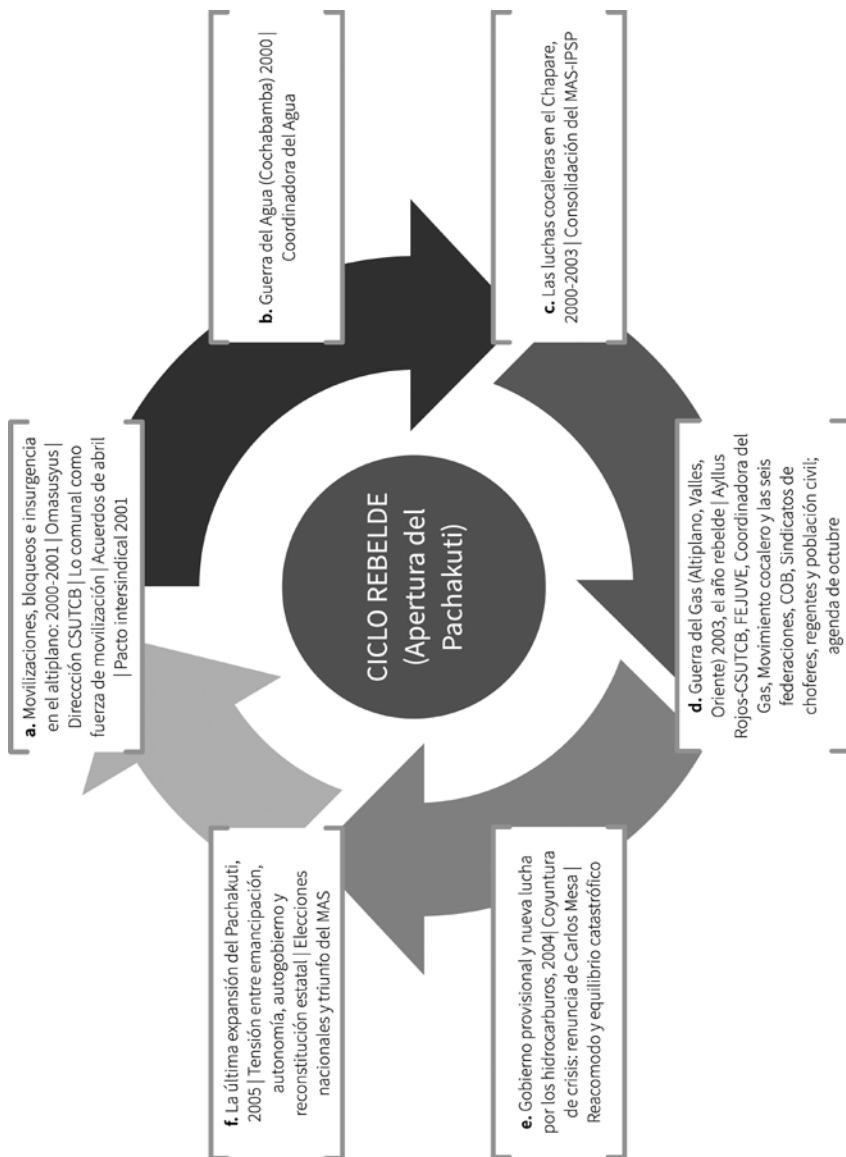 a. Movilizaciones, bloqueos e insurgencia
en el altiplano: 2000-2001 | Omasusyus |
Direccción CSUTCB | Lo comunal como
fuerza de movilización | Acuerdos de abril
| Pacto intersindical 2001
b. Guerra del Agua (Cochabamba) 2000 |
Coordinadora del Agua
c. Las luchas cocaleras en el Chapare,
2000-2003 | Consolidación del MAS-IPSP
d. Guerra del Gas (Altiplano, Valles,
Oriente) 2003, el año rebelde | Ayllus
Rojos-CSUTCB, FEJUVE, Coordinadora del
Gas, Movimiento cocalero y las seis
federaciones, COB, Sindicatos de
choferes, regentes y población civil;
agenda de octubre
e. Gobierno provisional y nueva lucha
por los hidrocarburos, 2004| Coyuntura
de crisis: renuncia de Carlos Mesa |
Reacomodo y equilibrio catastrófico
f. La última expansión del Pachakuti,
2005 | Tensión entre emancipación,
autonomía, autogobierno y
reconstitución estatal | Elecciones
nacionales y triunfo del MAS
CICLO REBELDE
(Apertura del
Pachakuti)